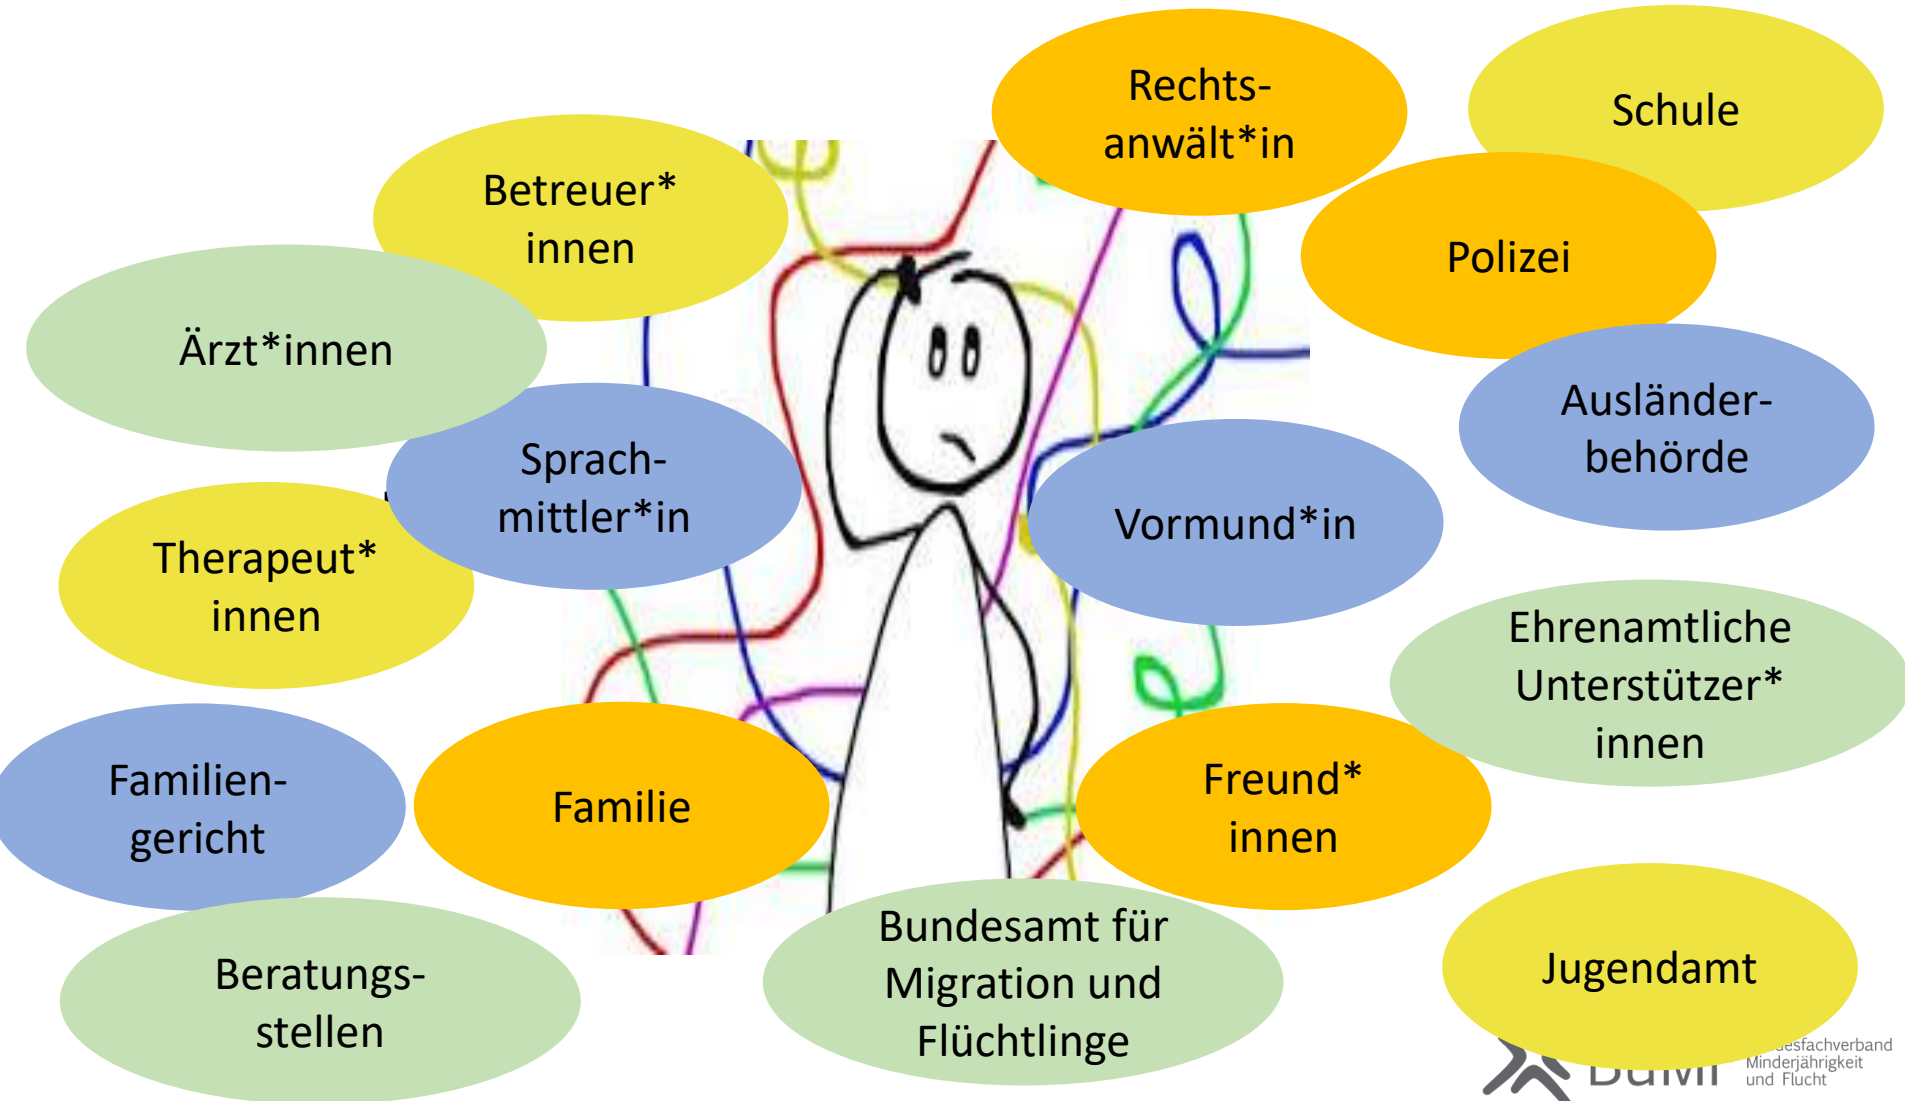 Rechts-
anwält*in
Schule
Betreuer*
innen
Polizei
Ärzt*innen
Ausländer-
behörde
Sprach-
mittler*in
Vormund*in
Therapeut*
innen
Ehrenamtliche
Unterstützer*
innen
Familien-
gericht
Familie
Freund*
innen
Beratungs-
stellen
Bundesamt für
Migration und
Flüchtlinge
Jugendamt
Minderjährigkeit
und Flucht